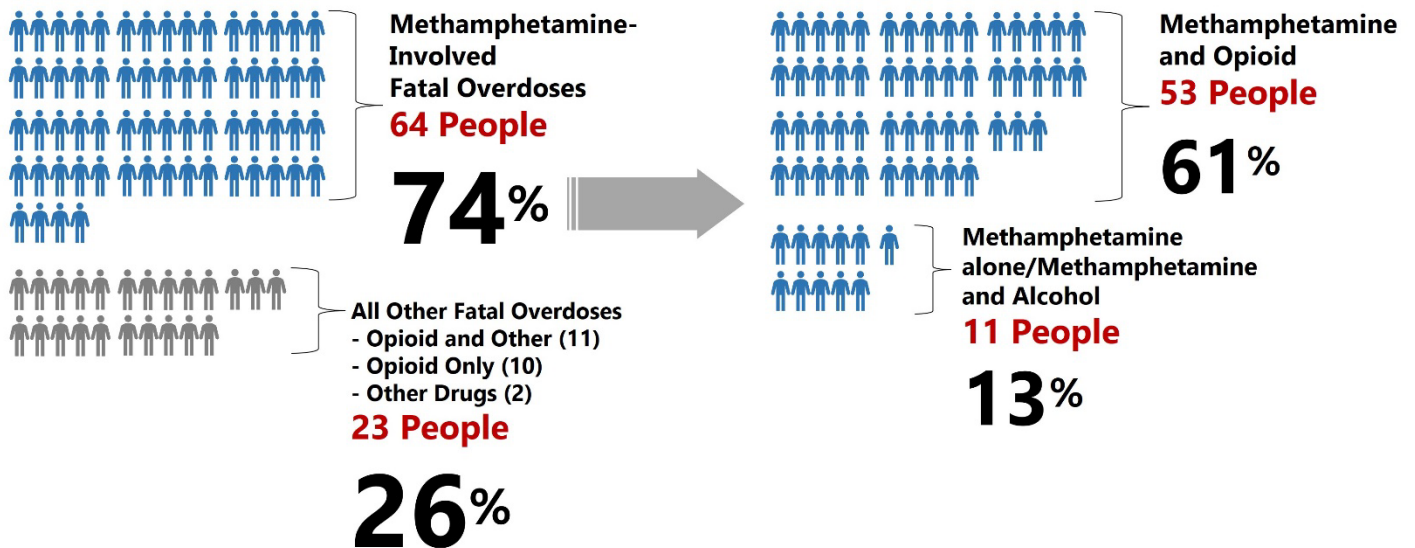 Methamphetamine-
Involved
Fatal Overdoses
64 People
74%
All Other Fatal Overdoses
- Opioid and Other (11)
- Opioid Only (10)
- Other Drugs (2)
23 People
26%
Methamphetamine
and Opioid
53 People
61%
Methamphetamine
alone/Methamphetamine
and Alcohol
11 People
13%